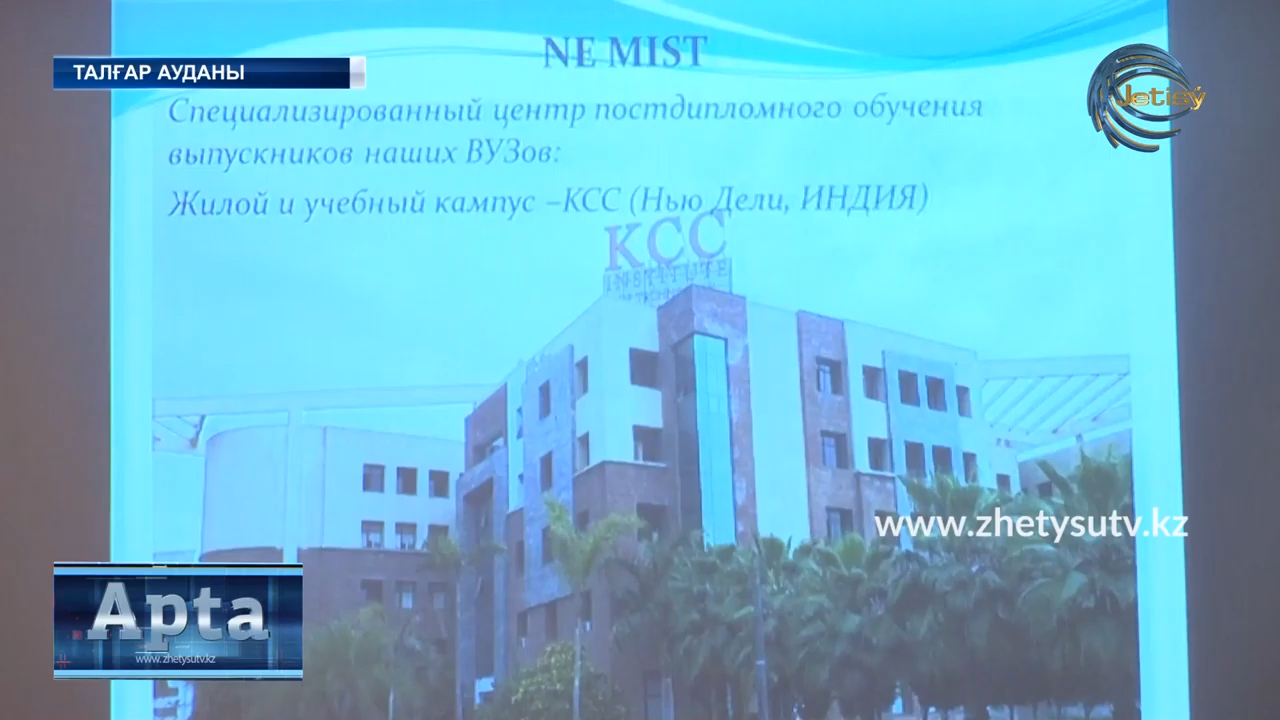 NE MIST
ТАЛҒАР АУДАНЫ
Jetisý
Специализированный центр постдипломного обучения
выпускников наших ВУЗов:
Жилой и учебный кампус –КСС (Нью Дели, ИНДИЯ)
KCC
INSTITUTE
www.zhetysutv.kz
Apta
www.zhetysutv.kz